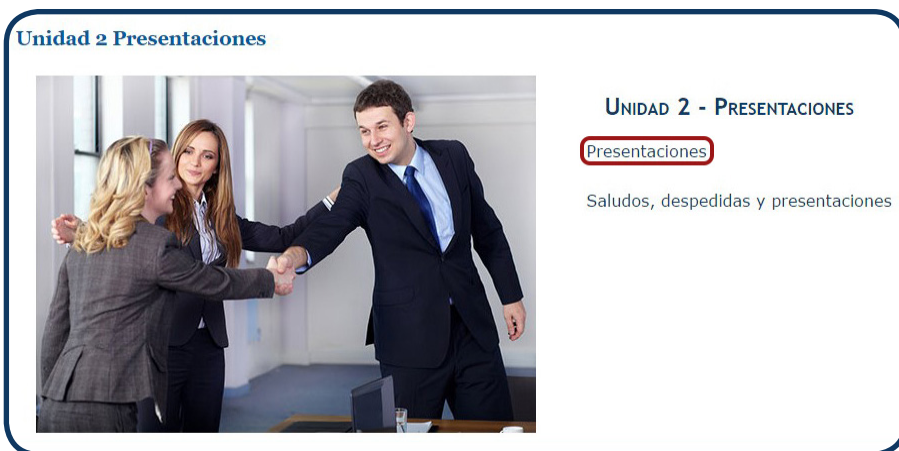 Unidad 2 Presentaciones
Unidad 2 - Presentaciones
Presentaciones
Saludos, despedidas y presentaciones